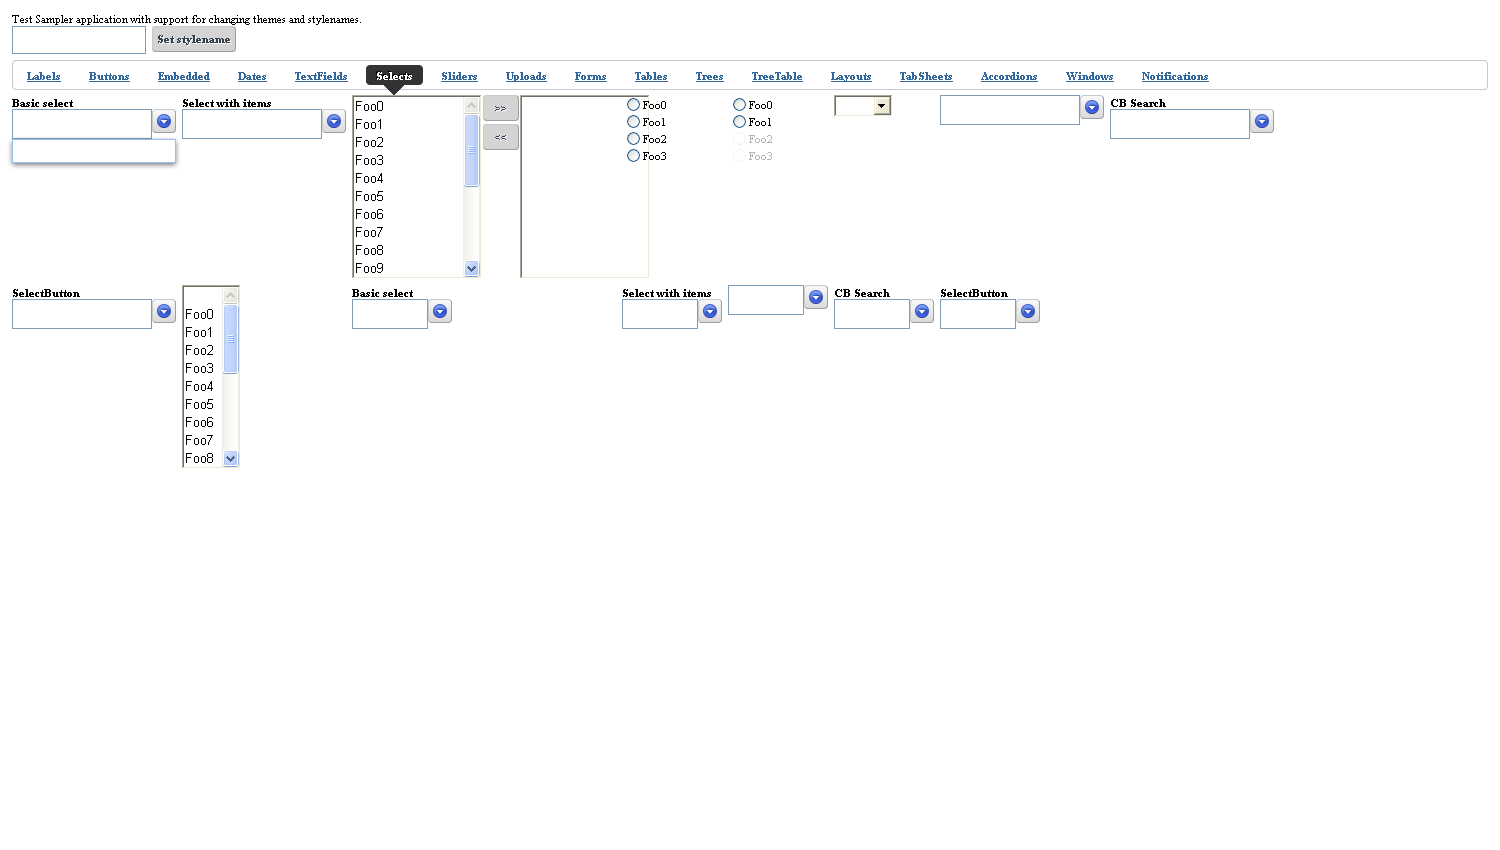 Test Sampler application with support for changing themes and stylenames.
Set stylename
Labels Buttons Embedded Dates TextFields Selects Sliders Uploads Forms Tables Trees TreeTable Layouts TabSheets Accordions Windows Notifications
Basic select
Select with items
Foo0
Foo1
Foo2
Foo3
Foo4
Foo5
Foo6
Foo7
Foo8
Foo9
>>
<<
Foo0
Foo1
Foo2
Foo3
Foo0
Foo1
Foo2
Foo3
CB Search
SelectButton
Foo0
Foo1
Foo2
Foo3
Foo4
Foo5
Foo6
Foo7
Foo8
Basic select
Select with items
CB Search
SelectButton